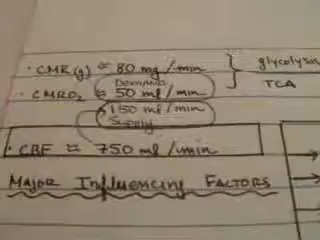 · CMR(g) ≈ 80 mg/min } glycolysis
DEMAND
· CMRO2 ≈ 50 ml/min TCA
150 ml/min
Supply
· CBF ≈ 750 ml/min
MAJOR INFluENCING FACTORS